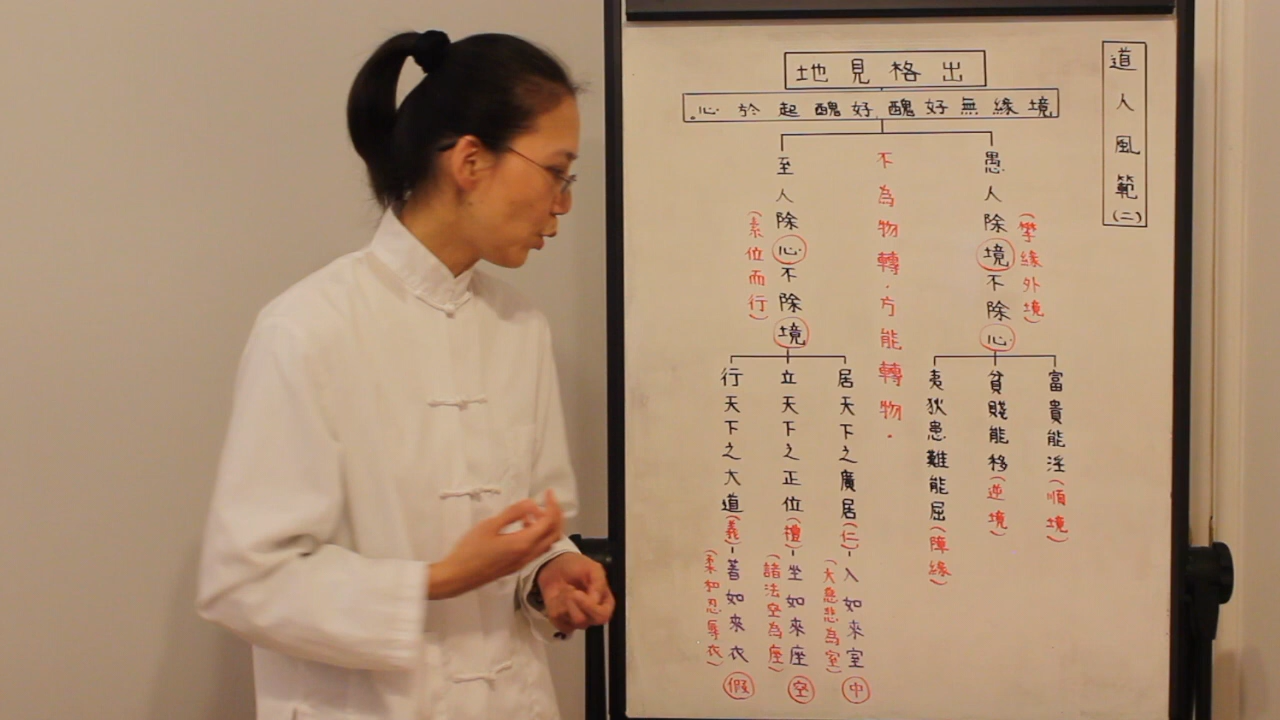 道人風範(二)
出格見地
境緣無好醜.好醜起於心.
愚人除境不除心
(攀緣外境)
富貴能淫(順境)
貧賤能移(逆境)
夷狄患難能屈(障緣)
不為物轉.方能轉物.
至人除心不除境
(素位而行)
居天下之廣居(仁)-入如來室
(大慈悲為室)
中
立天下之正位(禮)-坐如來座
(諸法空為座)
空
行天下之大道(義)-著如來衣
(柔和忍辱衣)
假